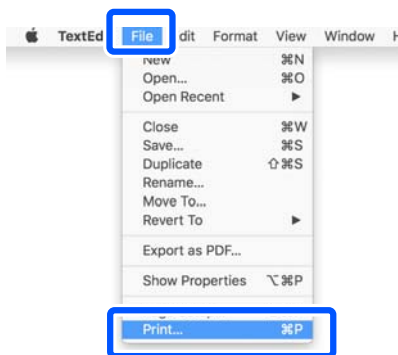 TextEd File dit Format View Window H
New ⌘N
Open... ⌘O
Open Recent ▶
Close ⌘W
Save... ⌘S
Duplicate ⇧⌘S
Rename...
Move To...
Revert To ▶
Export as PDF...
Show Properties ⌥⌘P
Print... ⌘P